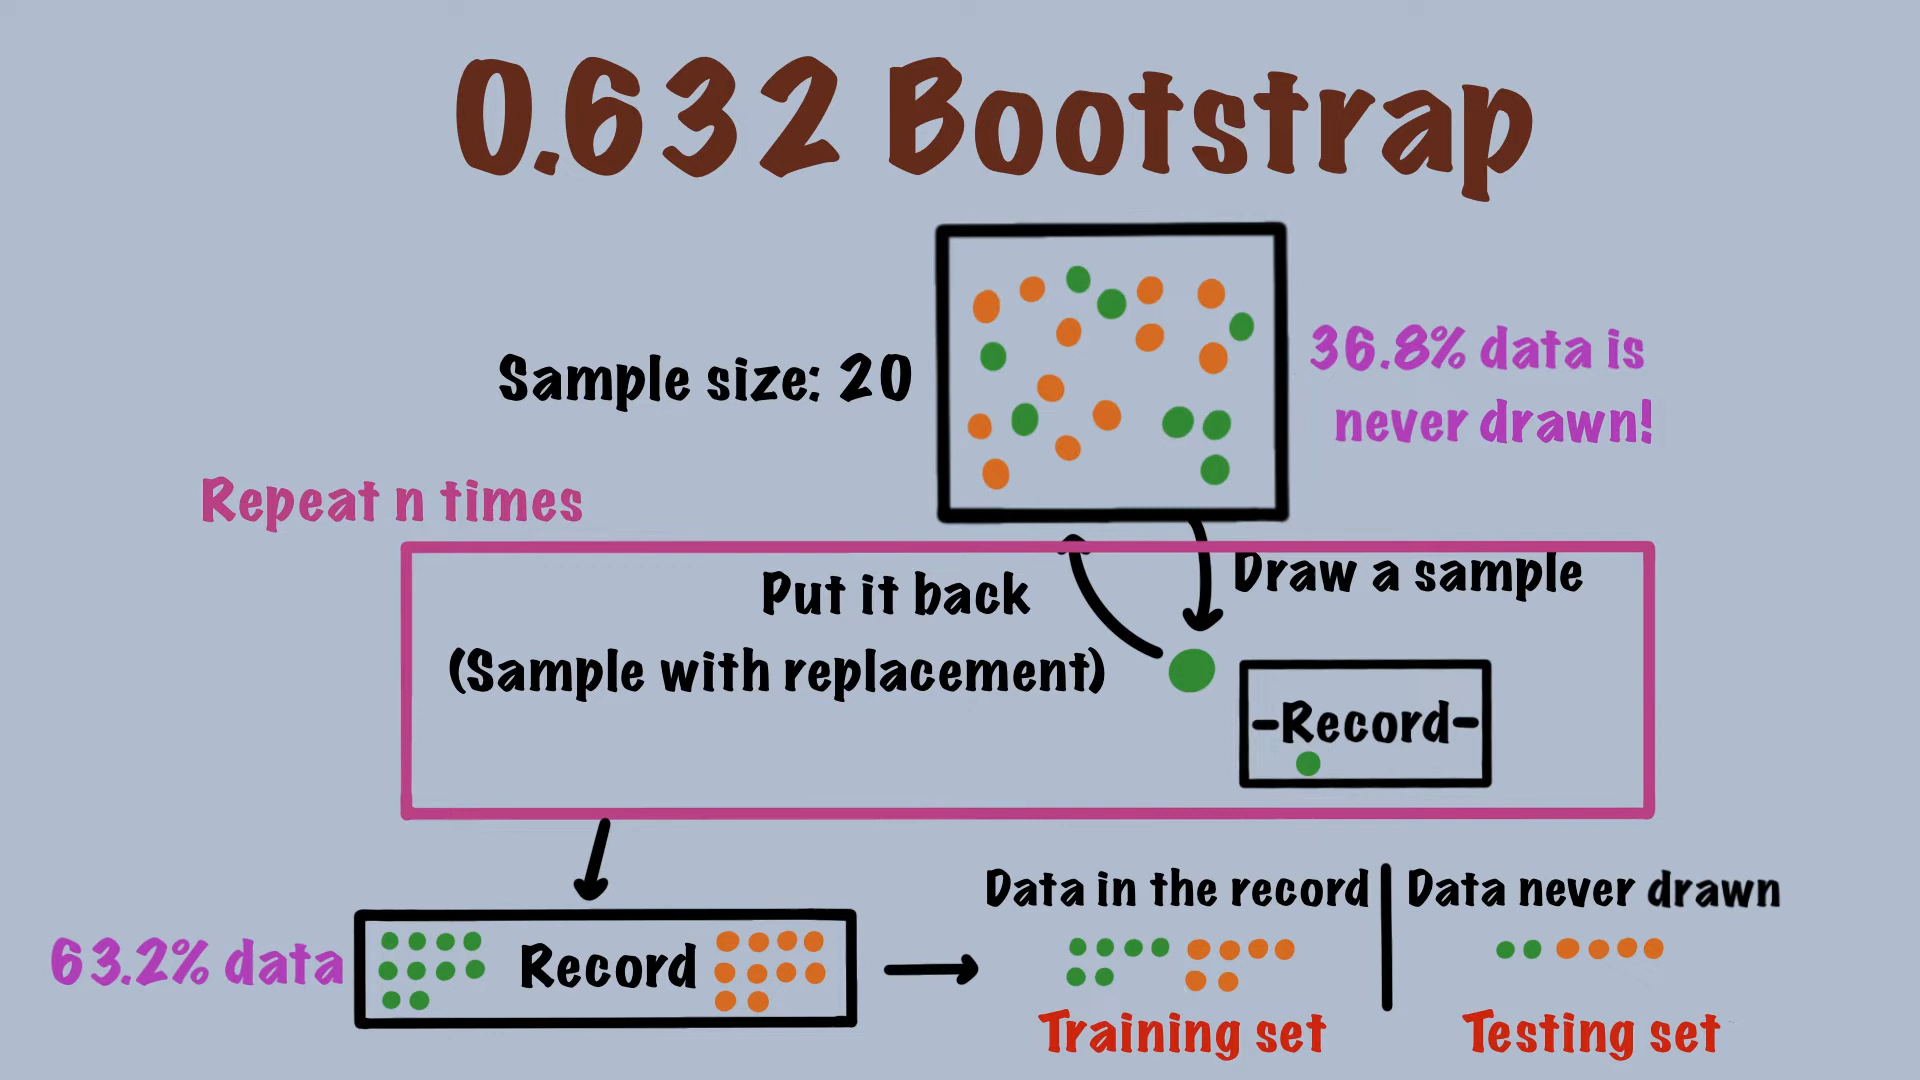 0.632 Bootstrap
Sample size: 20
36.8% data is
never drawn!
Repeat n times
Put it back
(Sample with replacement)
Draw a sample
-Record-
63.2% data
Record
Data in the record
Data never drawn
Training set
Testing set